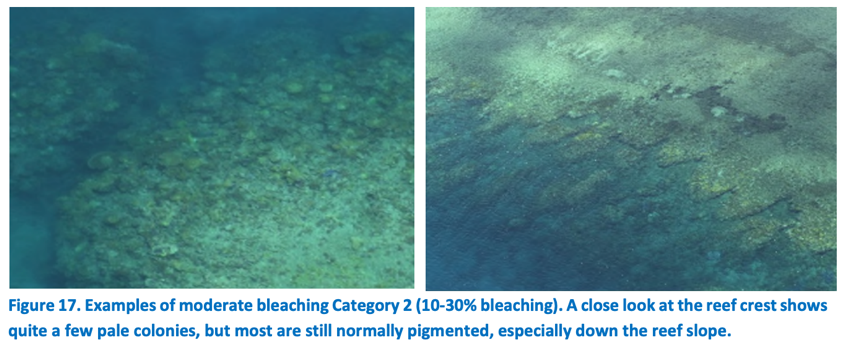 Figure 17. Examples of moderate bleaching Category 2 (10-30% bleaching). A close look at the reef crest shows
quite a few pale colonies, but most are still normally pigmented, especially down the reef slope.